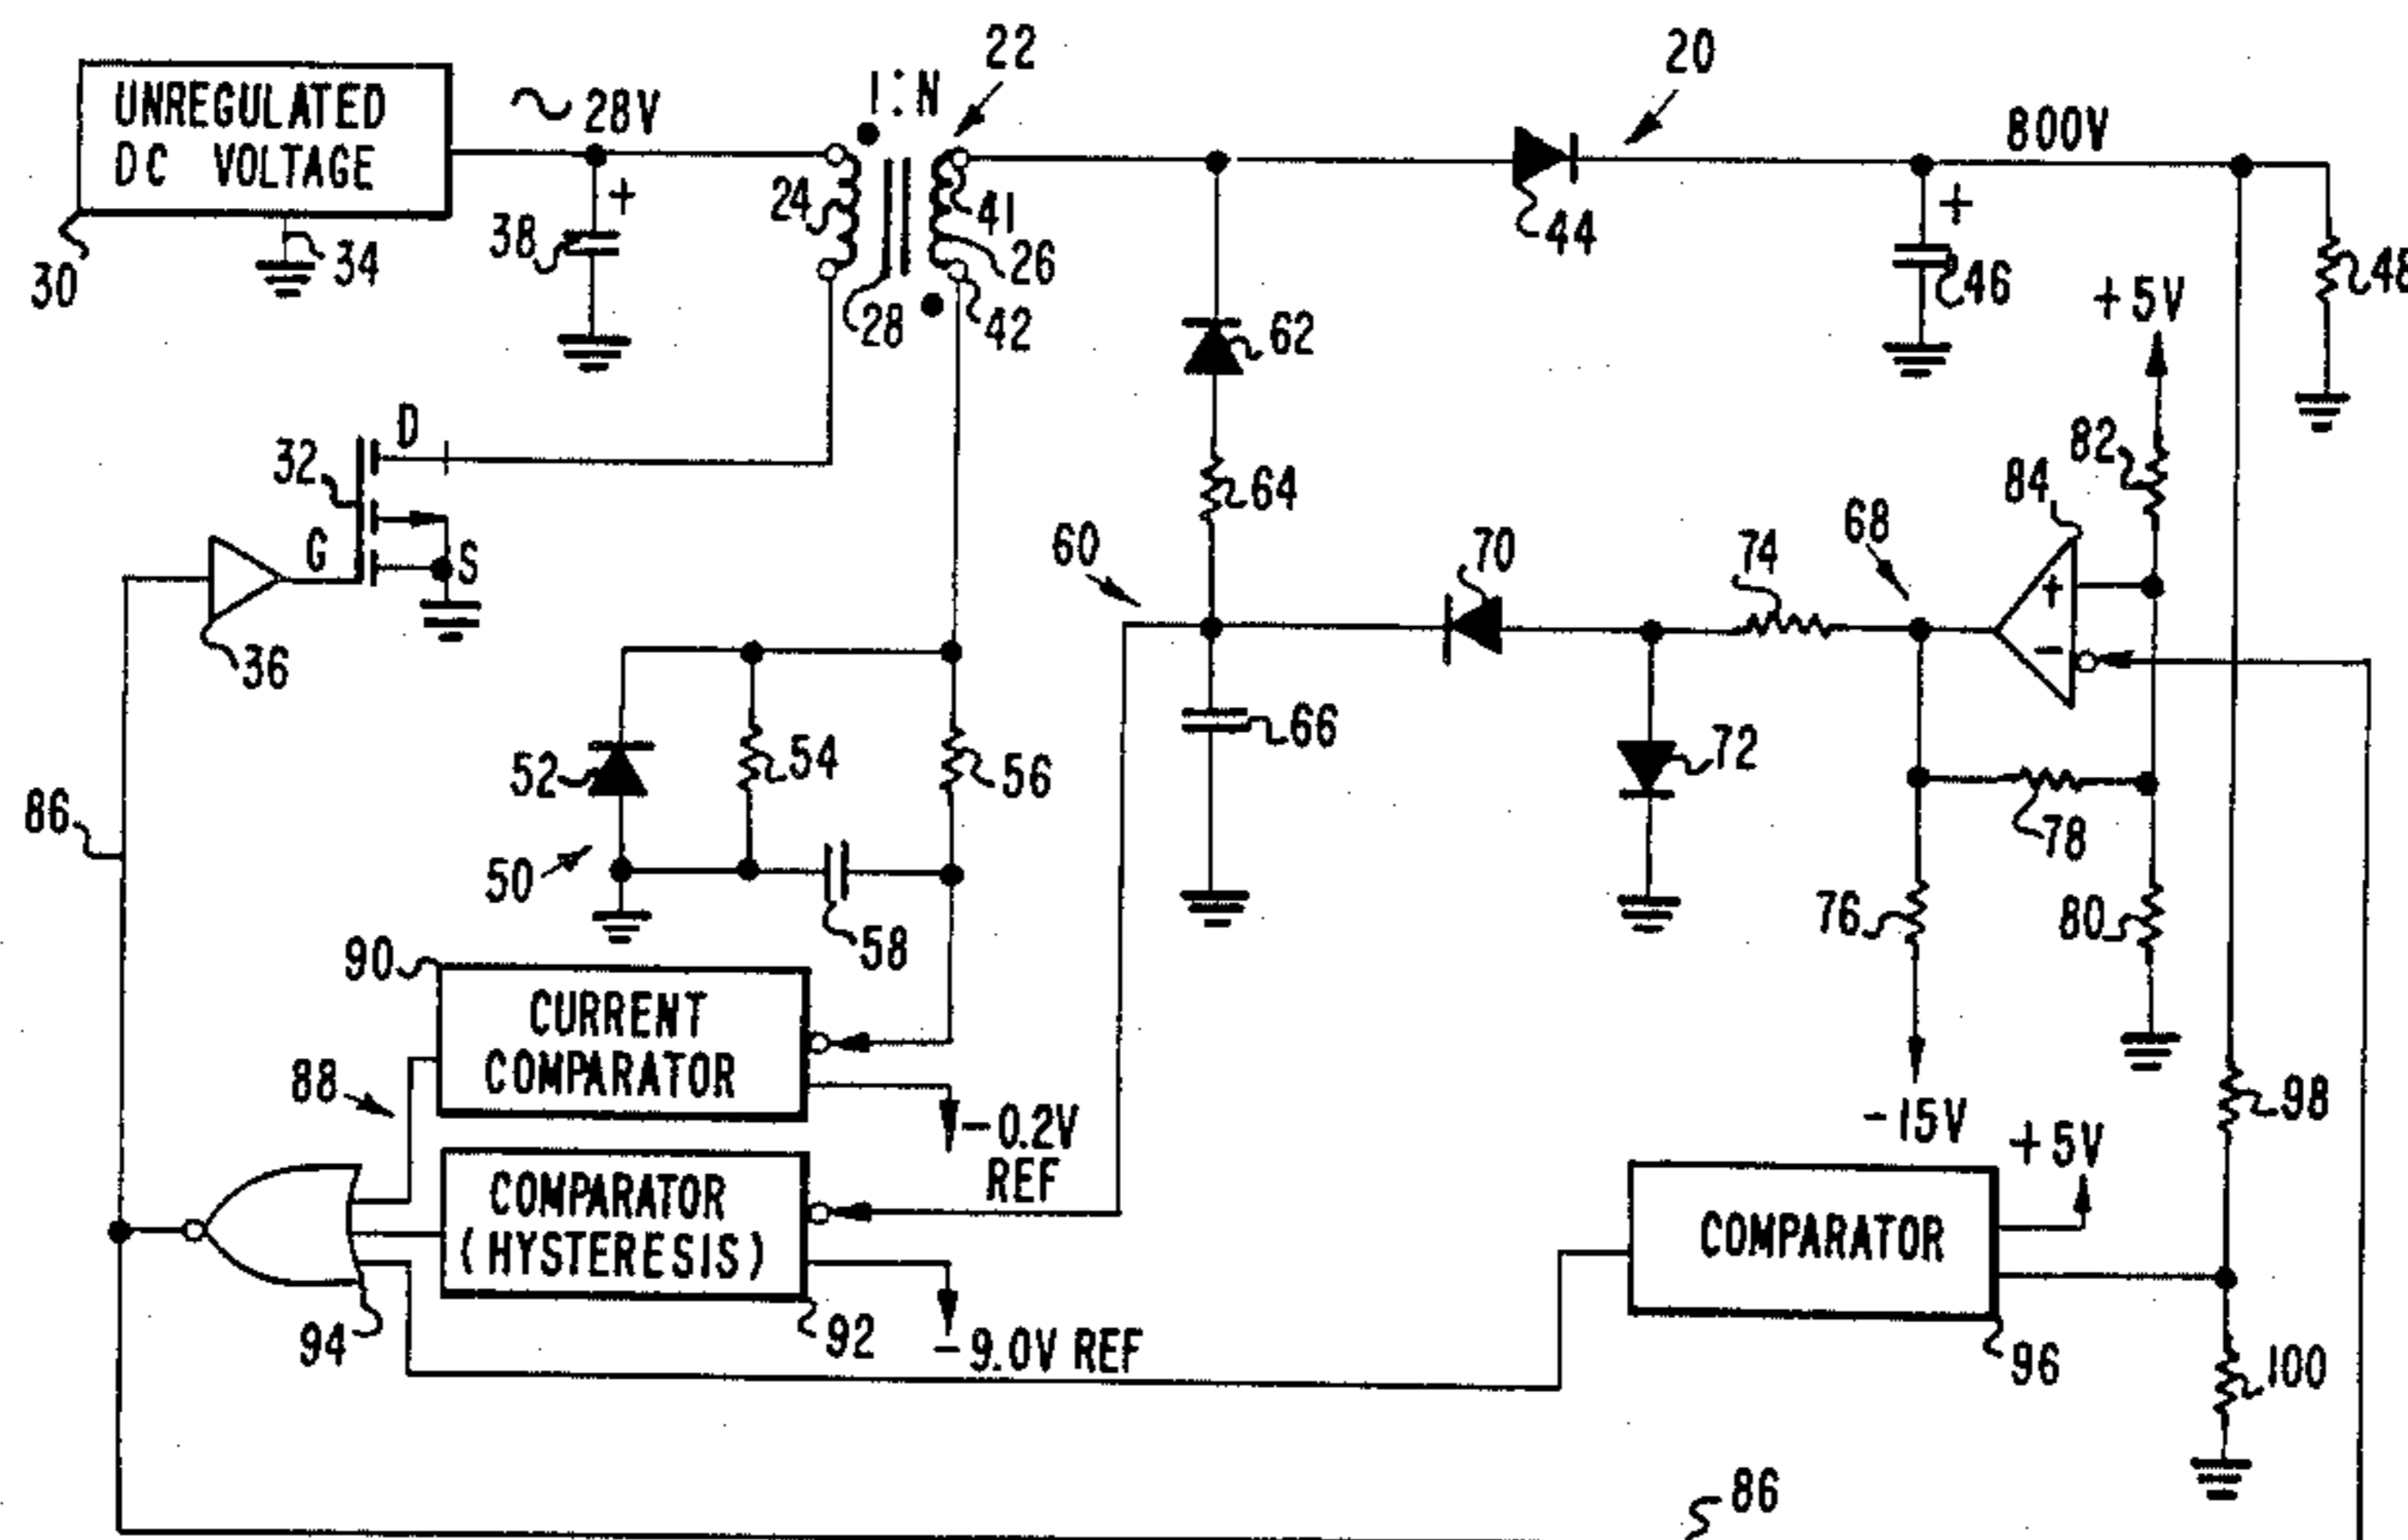 UNREGULATED
DC VOLTAGE
30
34
~ 28V
+
38
1:N
22
24
28
41
26
42
20
44
800V
+
46
48
+5V
62
64
82
84
32
D
G
S
36
60
70
74
68
+
-
52
54
56
50
58
66
72
78
76
80
86
-15V
90
CURRENT
COMPARATOR
88
-0.2V
REF
COMPARATOR
(HYSTERESIS)
94
92
-9.0V REF
+5V
COMPARATOR
96
98
100
86